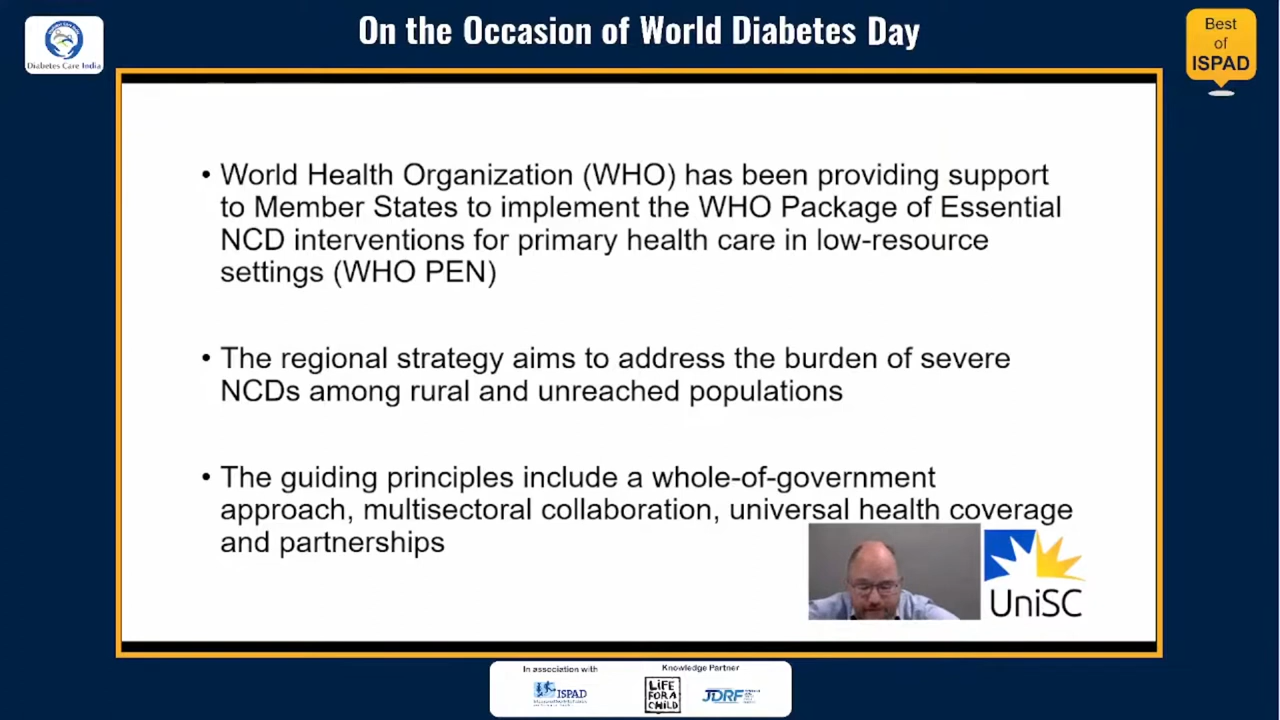 On the Occasion of World Diabetes Day
Diabetes Care India
Best
of
ISPAD
• World Health Organization (WHO) has been providing support
to Member States to implement the WHO Package of Essential
NCD interventions for primary health care in low-resource
settings (WHO PEN)
• The regional strategy aims to address the burden of severe
NCDs among rural and unreached populations
• The guiding principles include a whole-of-government
approach, multisectoral collaboration, universal health coverage
and partnerships
UniSC
In association with
ISPAD
Knowledge Partner
LiFE
FOR A
CHiLD
JDRF